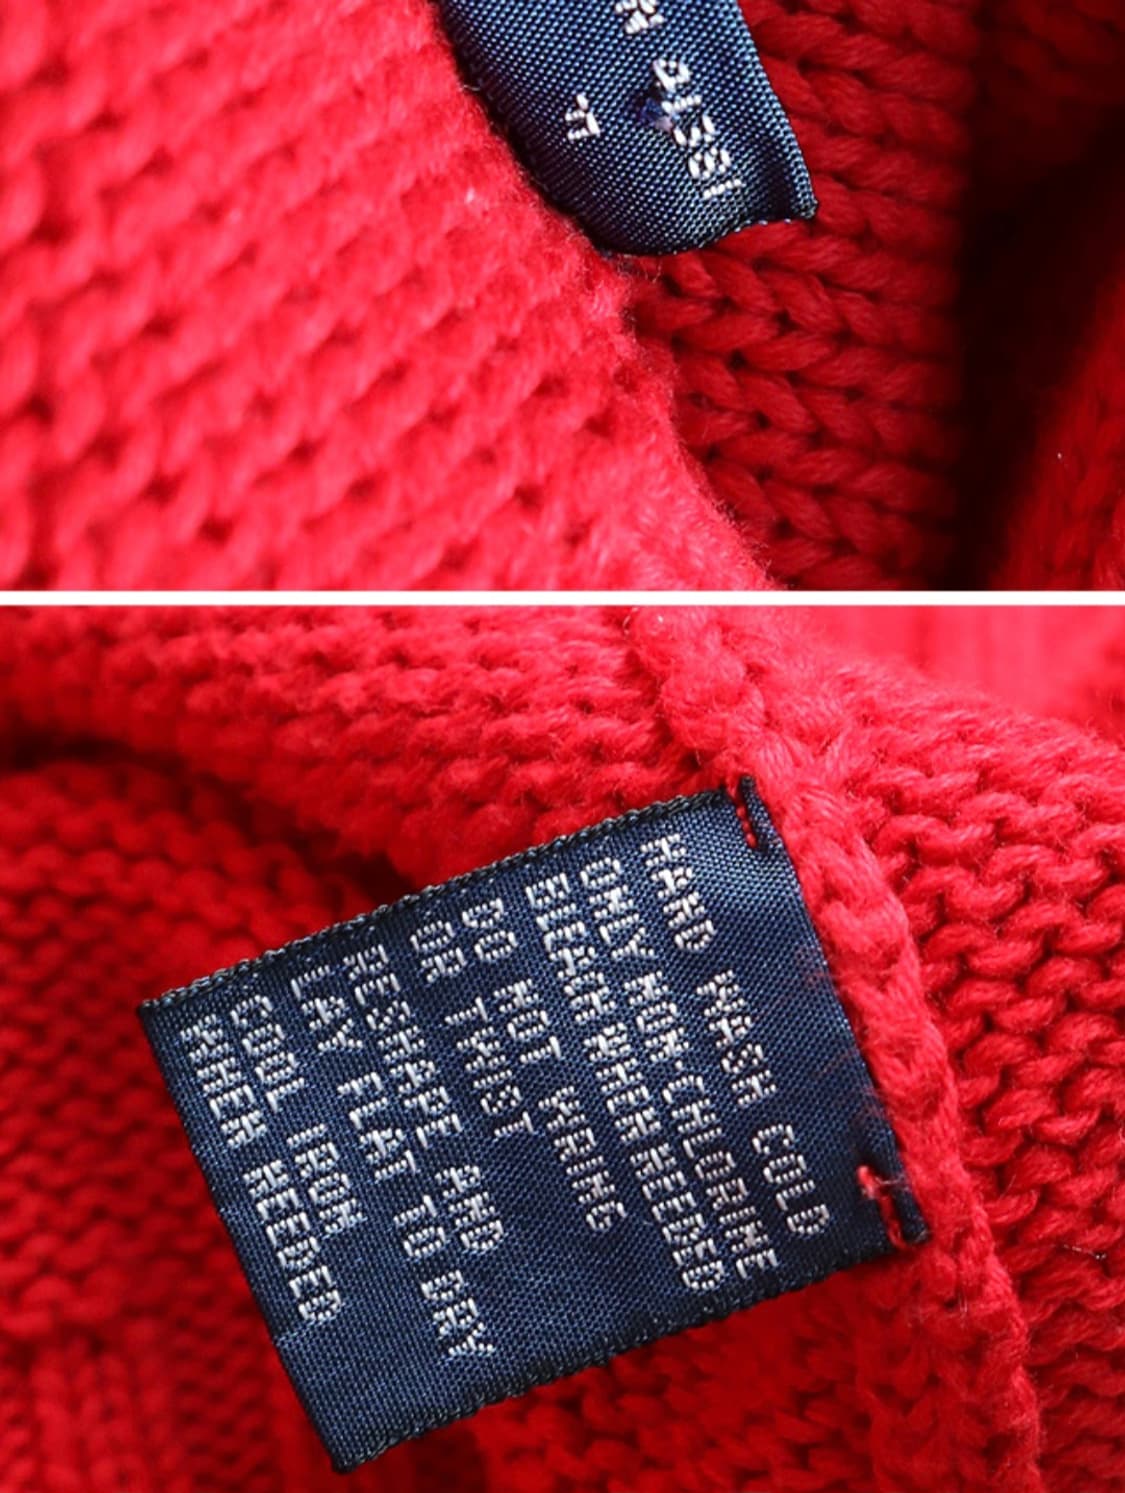 HAND WASH COLD
ONLY NON-CHLORINE
BLEACH WHEN NEEDED
DO NOT WRING
OR TWIST
RESHAPE AND
LAY FLAT TO DRY
COOL IRON
WHEN NEEDED